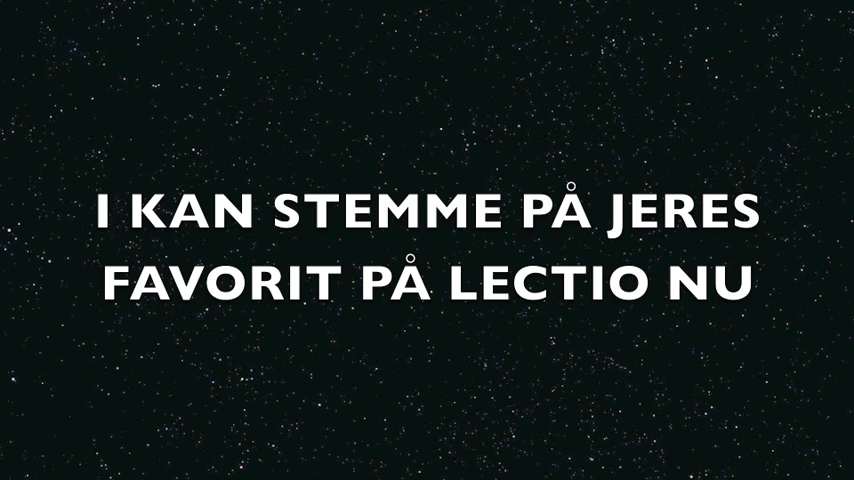 I KAN STEMME PÅ JERES
FAVORIT PÅ LECTIO NU